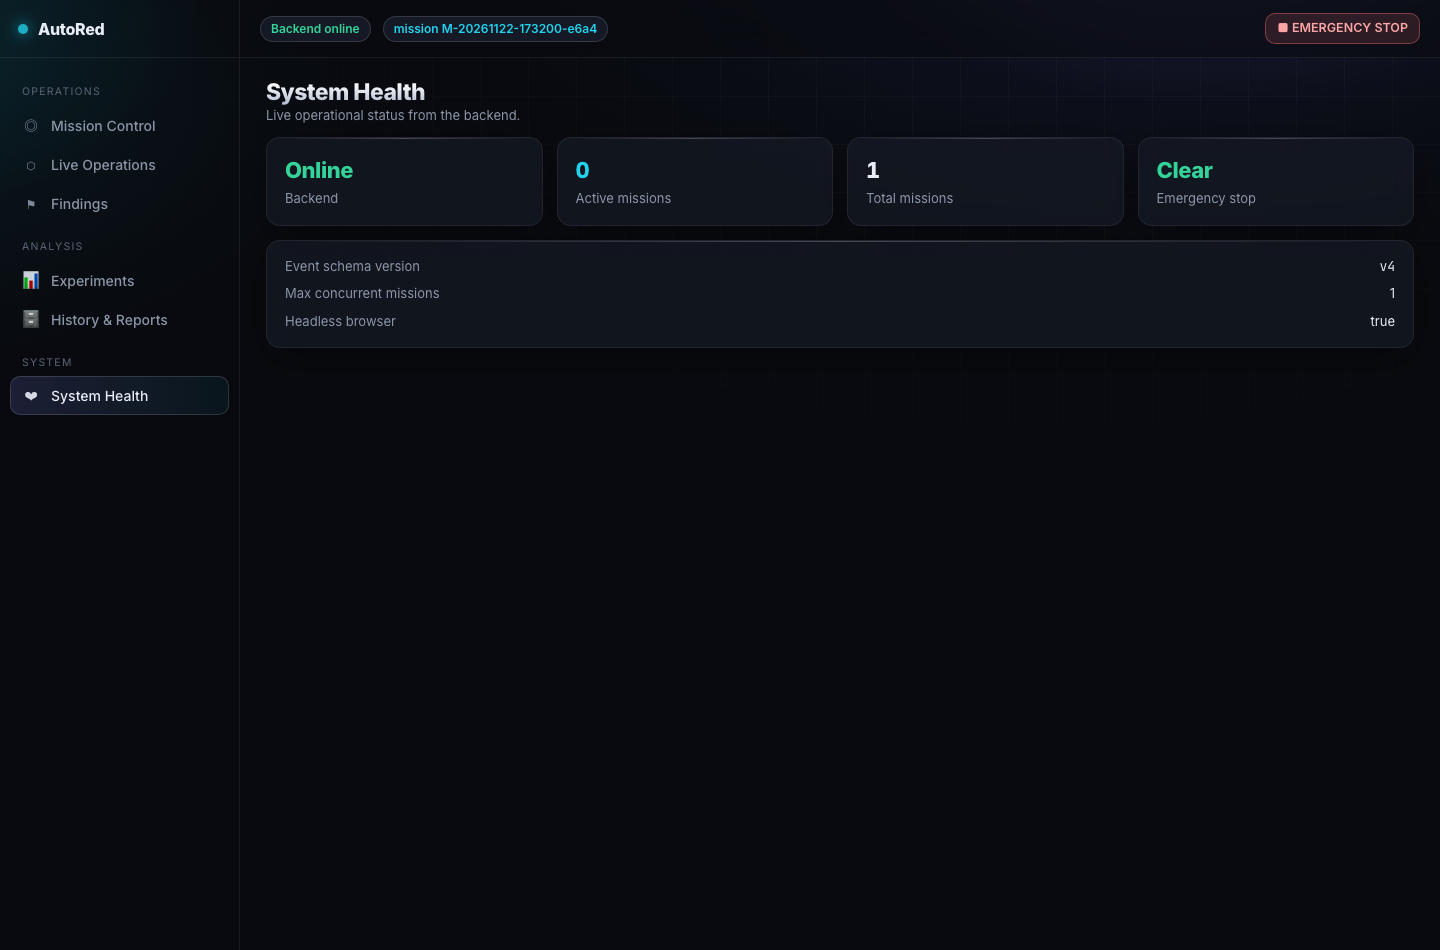 AutoRed
Backend online
mission M-20261122-173200-e6a4
EMERGENCY STOP
OPERATIONS
Mission Control
Live Operations
Findings
ANALYSIS
Experiments
History & Reports
SYSTEM
System Health
System Health
Live operational status from the backend.
Online
Backend
0
Active missions
1
Total missions
Clear
Emergency stop
Event schema version v4
Max concurrent missions 1
Headless browser true